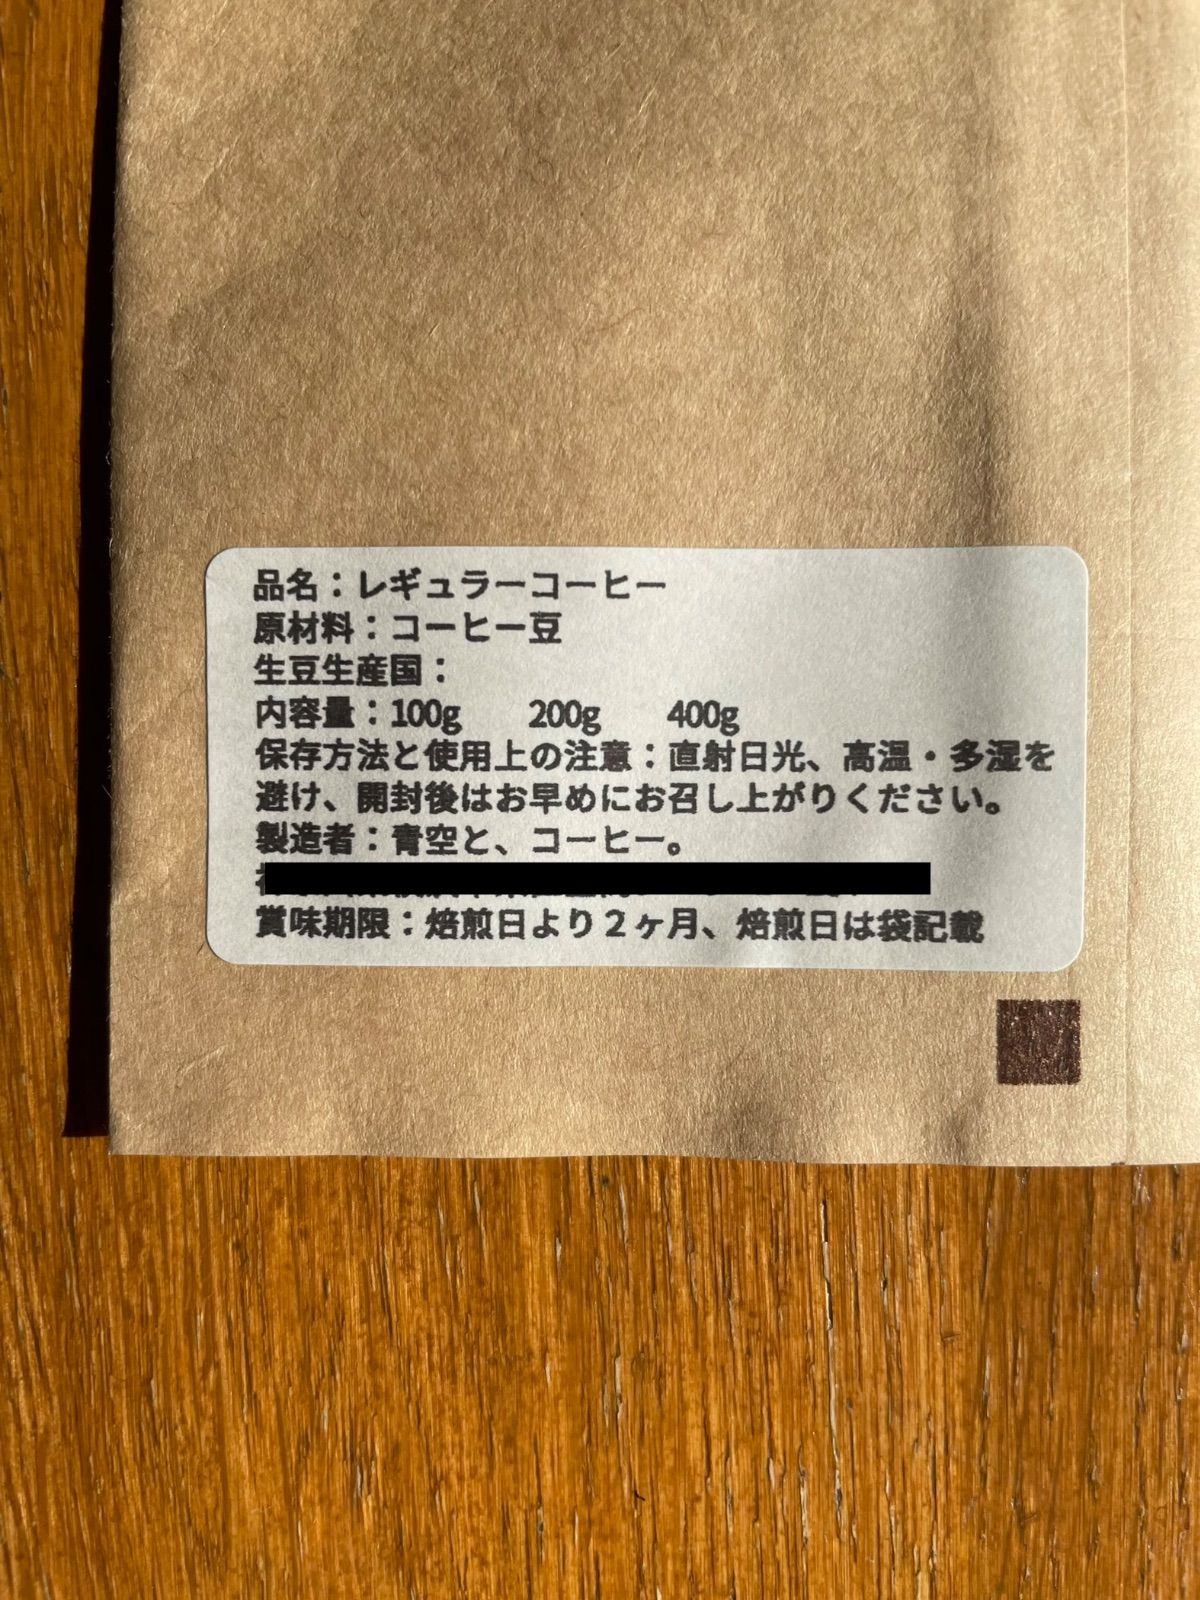 品名：レギュラーコーヒー
原材料：コーヒー豆
生豆生産国：
内容量：100g　　200g　　400g
保存方法と使用上の注意：直射日光、高温・多湿を
避け、開封後はお早めにお召し上がりください。
製造者：青空と、コーヒー。
賞味期限：焙煎日より２ヶ月、焙煎日は袋記載